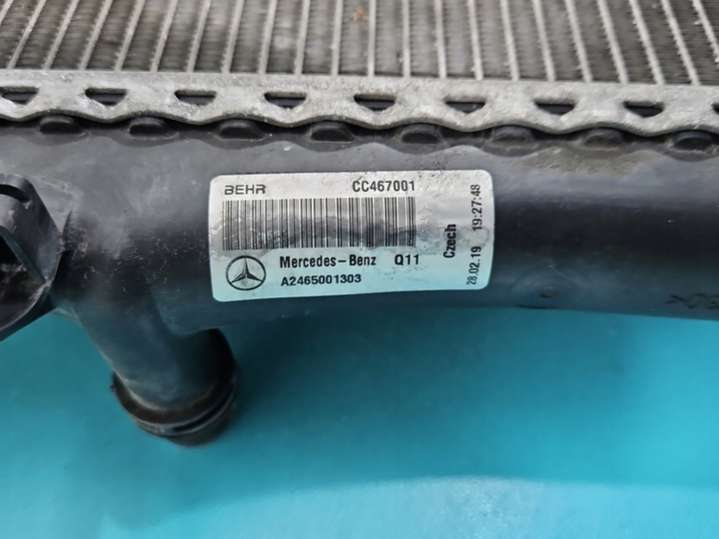 BEHR CC467001
Mercedes-Benz Q11
A2465001303
Czech
28.02.19 19:27:48